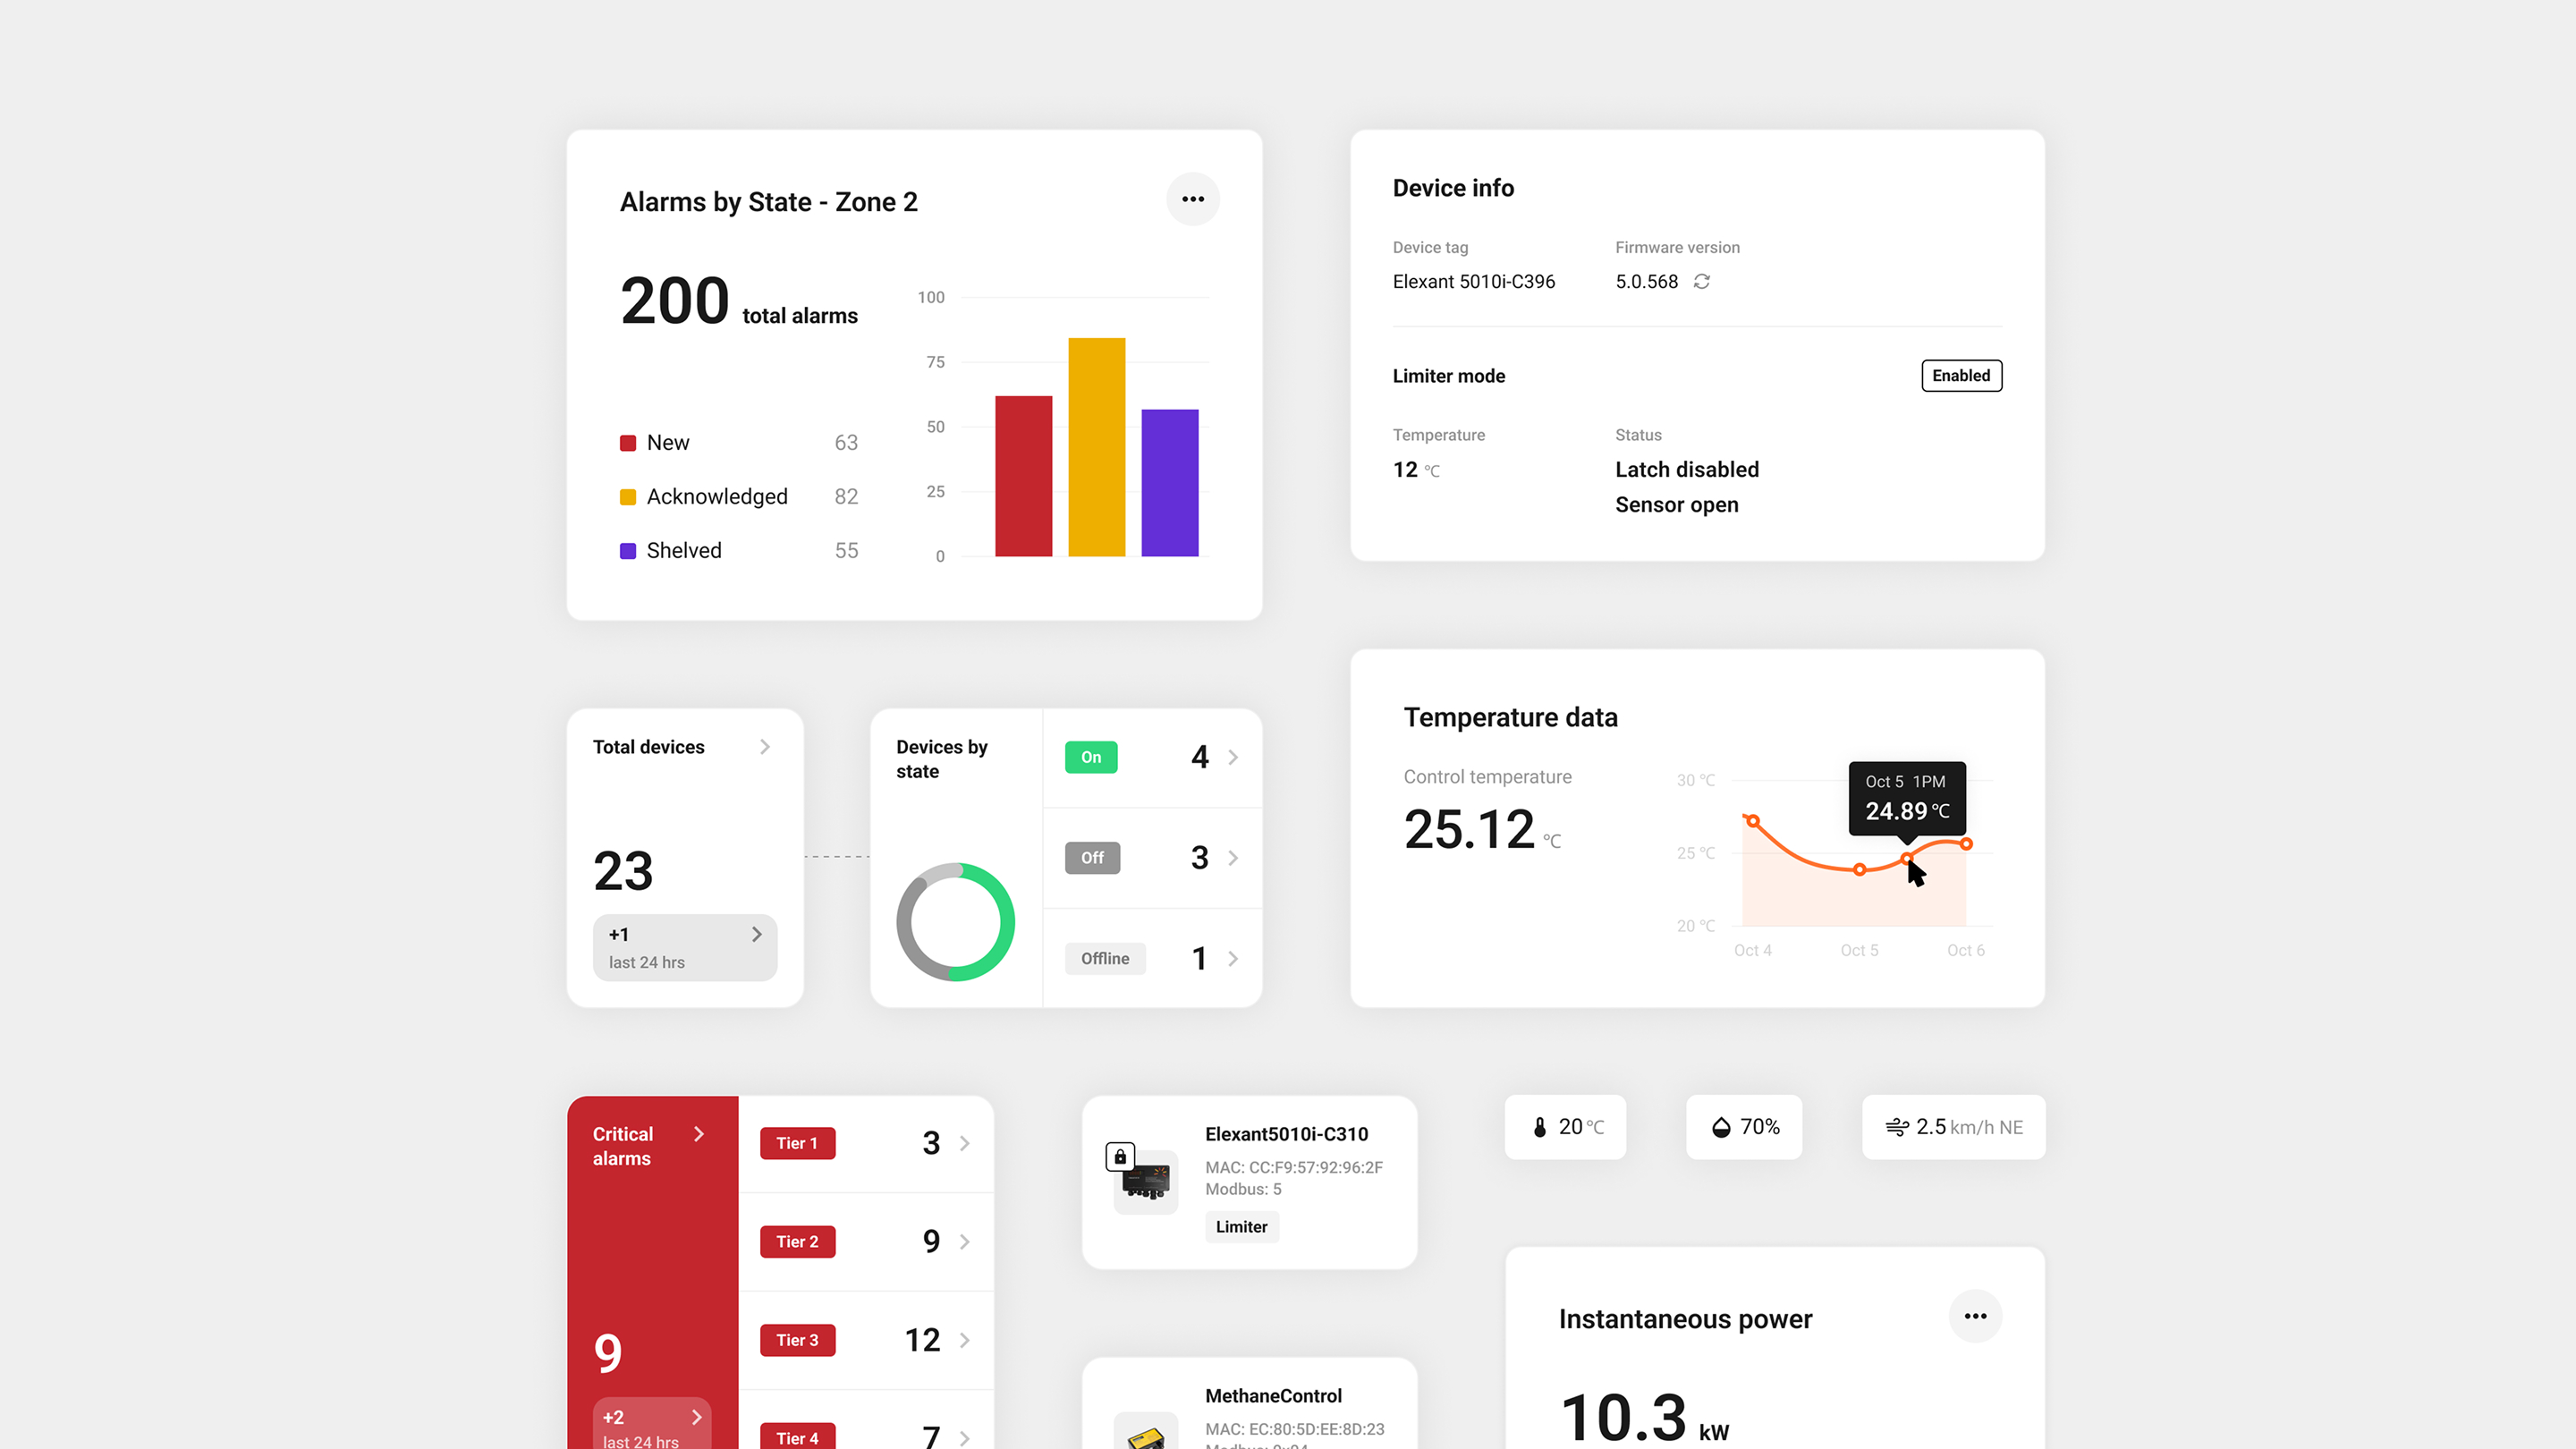 Alarms by State - Zone 2
200 total alarms
New 63
Acknowledged 82
Shelved 55
100
75
50
25
0
Device info
Device tag
Elexant 5010i-C396
Firmware version
5.0.568
Limiter mode
Enabled
Temperature
12 °C
Status
Latch disabled
Sensor open
Total devices
23
+1
last 24 hrs
Devices by
state
On 4
Off 3
Offline 1
Temperature data
Control temperature
25.12 °C
30 °C
25 °C
20 °C
Oct 5 1PM
24.89 °C
Oct 4
Oct 5
Oct 6
Critical
alarms
9
+2
last 24 hrs
Tier 1 3
Tier 2 9
Tier 3 12
Tier 4 7
Elexant5010i-C310
MAC: CC:F9:57:92:96:2F
Modbus: 5
Limiter
MethaneControl
MAC: EC:80:5D:EE:8D:23
20 °C
70%
2.5 km/h NE
Instantaneous power
10.3 kW